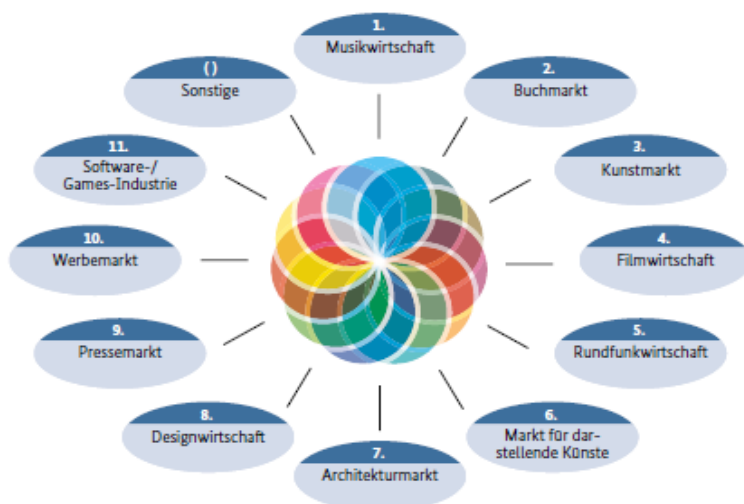 1.
Musikwirtschaft
2.
Buchmarkt
3.
Kunstmarkt
4.
Filmwirtschaft
5.
Rundfunkwirtschaft
6.
Markt für dar-
stellende Künste
7.
Architekturmarkt
8.
Designwirtschaft
9.
Pressemarkt
10.
Werbemarkt
11.
Software-/
Games-Industrie
( )
Sonstige